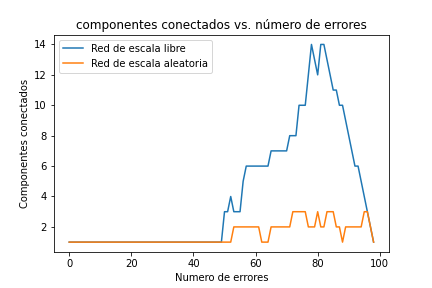 componentes conectados vs. número de errores
Red de escala libre
Red de escala aleatoria
Componentes conectados
14
12
10
8
6
4
2
0
20
40
60
80
100
Numero de errores